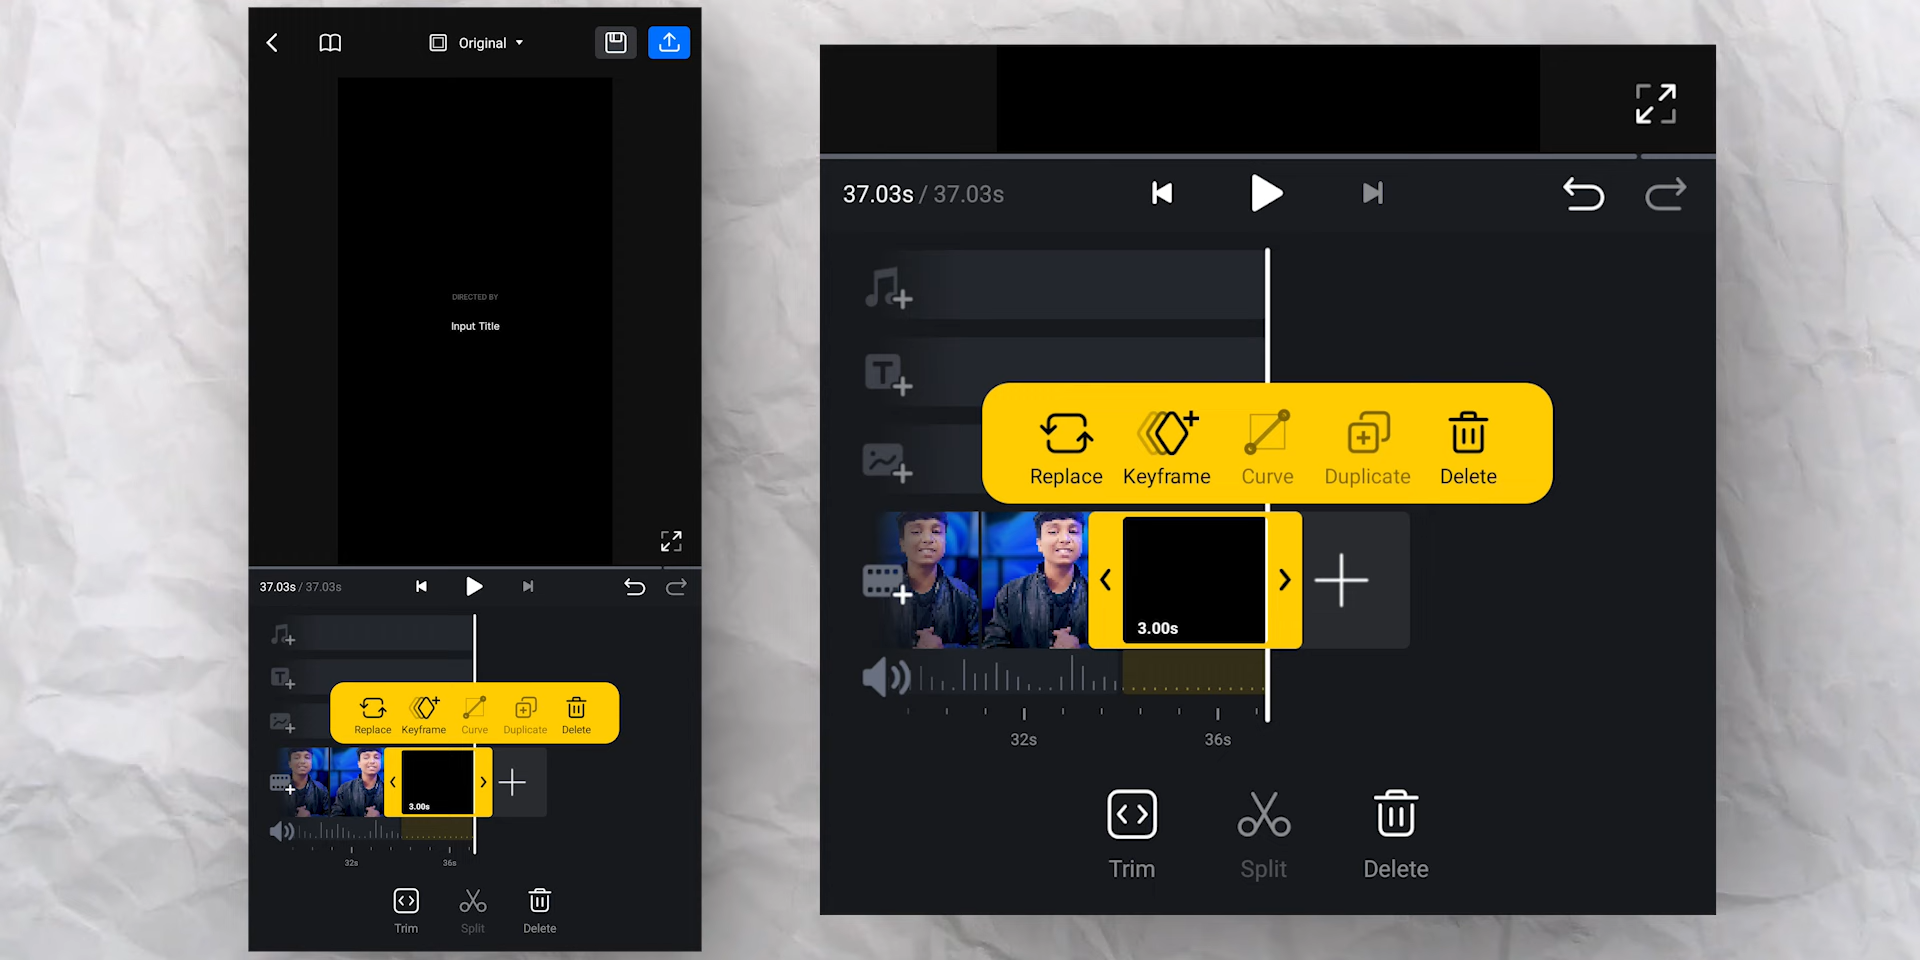 Original
DIRECTED BY
Input Title
37.03s / 37.03s
Replace Keyframe Curve Duplicate Delete
3.00s
32s 36s
Trim Split Delete
37.03s / 37.03s
Replace Keyframe Curve Duplicate Delete
3.00s
32s 36s
Trim Split Delete